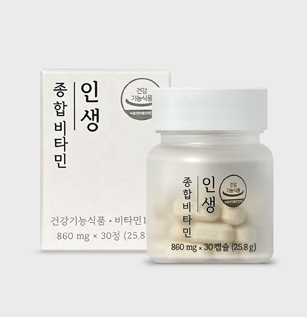 인생
종합비타민
건강
기능식품
건강기능식품 · 비타민
860 mg × 30정 (25.8
인생
종합비타민
건강
기능식품
860 mg × 30 캡슐 (25.8 g)